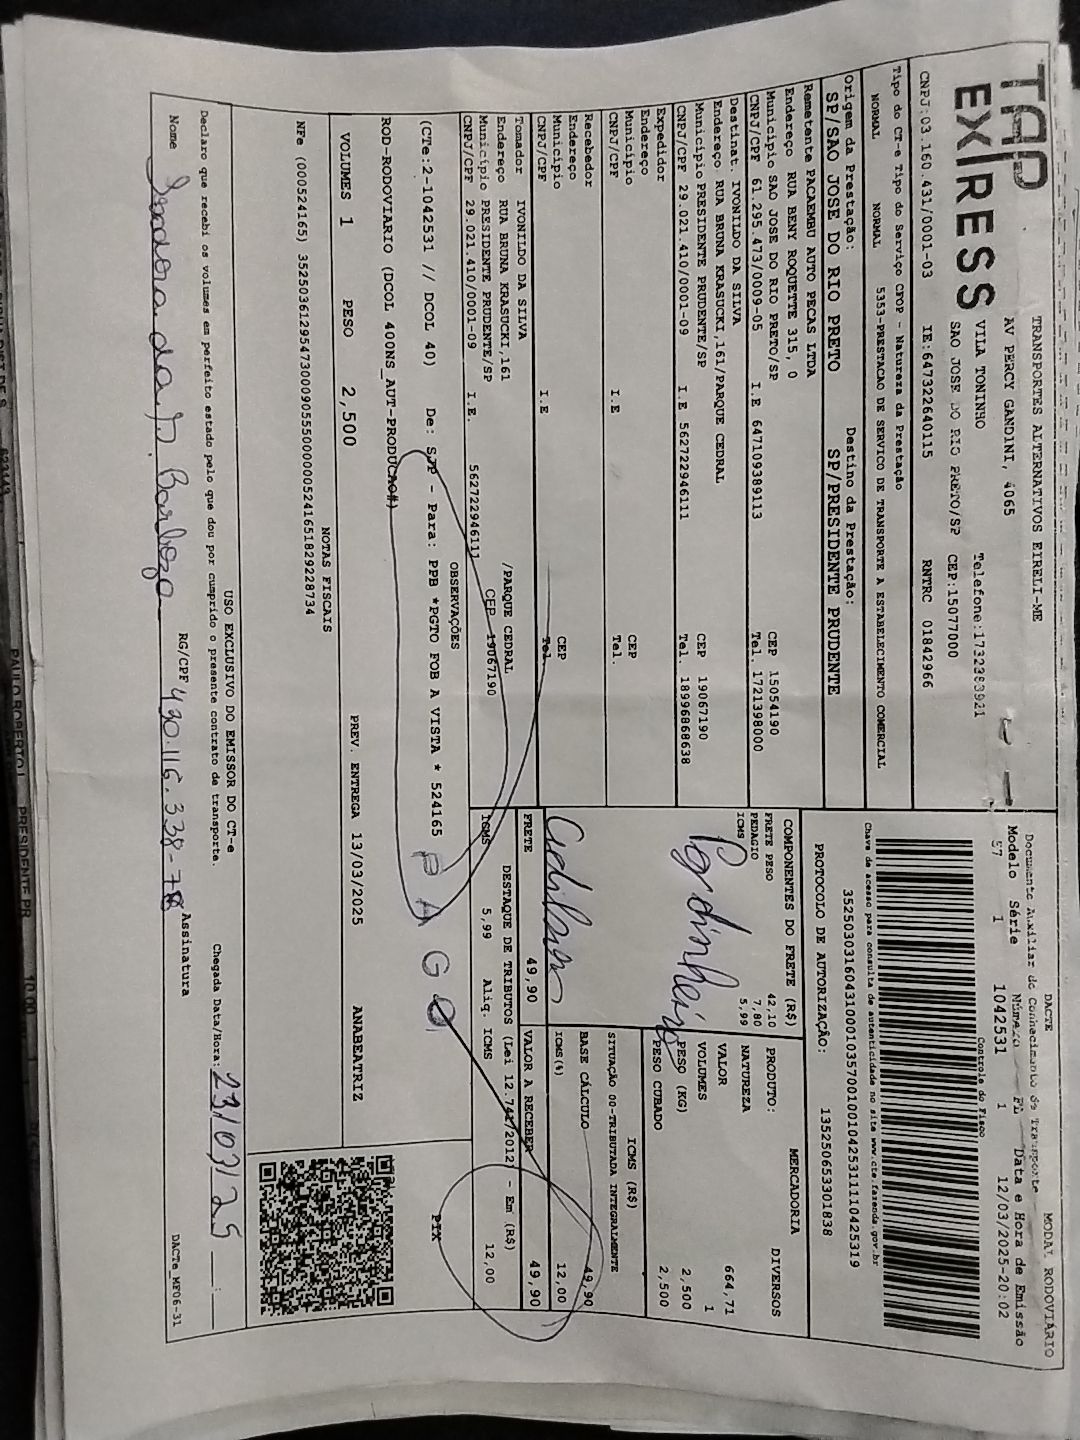 TAP
EX/RESS
TRANSPORTES ALTERNATIVOS EIRELI-ME
AV PERCY GANDINI, 4065
VILA TONINHO
Telefone:1732383921
SAO JOSE DO RIO PRETO/SP CEP:15077000
CNPJ.03.160.431/0001-03 IE:647322640115 RNTRC 01842966
Tipo do CT-e Tipo do Serviço CFOP - Natureza da Prestação
NORMAL NORMAL 5353-PRESTACAO DE SERVICO DE TRANSPORTE A ESTABELECIMENTO COMERCIAL
Origem da Prestação: Destino da Prestação:
SP/SAO JOSE DO RIO PRETO SP/PRESIDENTE PRUDENTE
Remetente PACAEMBU AUTO PECAS LTDA
Endereço RUA BENY ROQUETTE 315, 0
Município SAO JOSE DO RIO PRETO/SP CEP 15054190
CNPJ/CPF 61.295.473/0009-05 I.E 647109389113 Tel. 1721398000
Destinat. IVONILDO DA SILVA
Endereço RUA BRUNA KRASUCKI,161/PARQUE CEDRAL
Município PRESIDENTE PRUDENTE/SP CEP 19067190
CNPJ/CPF 29.021.410/0001-09 I.E 562722946111 Tel. 18996868638
Expedidor
Endereço
Município CEP
CNPJ/CPF I.E Tel.
Recebedor
Endereço
Município CEP
CNPJ/CPF I.E Tel.
Tomador IVONILDO DA SILVA
Endereço RUA BRUNA KRASUCKI,161 /PARQUE CEDRAL
Município PRESIDENTE PRUDENTE/SP CEP 19067190
CNPJ/CPF 29.021.410/0001-09 I.E. 562722946111
DACTE MODAL RODOVIÁRIO
Documento Auxiliar de Conhecimento de Transporte
Modelo Série Número FL Data e Hora de Emissão
57 1 1042531 1 12/03/2025-20:02
Controle do Fisco
Chave de acesso para consulta de autenticidade no site www.cte.fazenda.gov.br
35250303160431000103570010010425311110425319
PROTOCOLO DE AUTORIZAÇÃO: 135250653301838
COMPONENTES DO FRETE (R$)
FRETE PESO 42,10
PEDAGIO 7,80
ICMS 5,99
FRETE 49,90
MERCADORIA
PRODUTO: DIVERSOS
NATUREZA
VALOR 664,71
VOLUMES 1
PESO (KG) 2,500
PESO CUBADO 2,500
ICMS (R$)
SITUAÇÃO 00-TRIBUTADA INTEGRALMENTE
BASE CÁLCULO 49,90
ICMS(%) 12,00
VALOR A RECEBER 49,90
DESTAQUE DE TRIBUTOS (Lei 12.741/2012) - Em (R$)
ICMS 5,99 Aliq. ICMS 12,00
OBSERVAÇÕES
(CTe:2-1042531 // DCOL 40) De: SJP - Para: PPB *PGTO FOB A VISTA * 524165
PAGO
PIX
ROD-RODOVIARIO (DCOL 400NS_AUT-PRODUCAO#)
VOLUMES 1 PESO 2,500 PREV. ENTREGA 13/03/2025 ANABEATRIZ
NOTAS FISCAIS
NFe (000524165) 35250361295473000905550000005241651829228734
USO EXCLUSIVO DO EMISSOR DO CT-e
Declaro que recebi os volumes em perfeito estado pelo que dou por cumprido o presente contrato de transporte. Chegada Data/Hora: 23/03/25 __:__
Nome Barbosa RG/CPF 430.116.338-78 Assinatura
DACTe_MF06-31